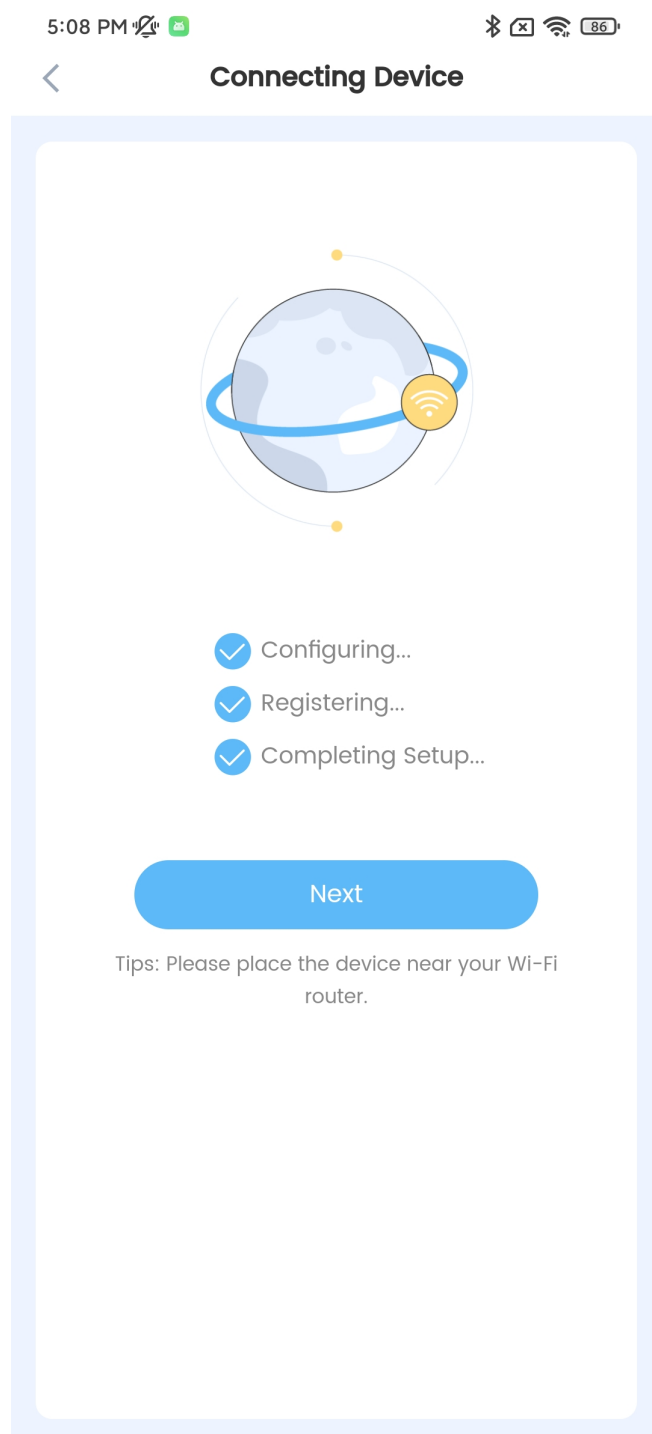 5:08 PM
86
Connecting Device
Configuring...
Registering...
Completing Setup...
Next
Tips: Please place the device near your Wi-Fi
router.